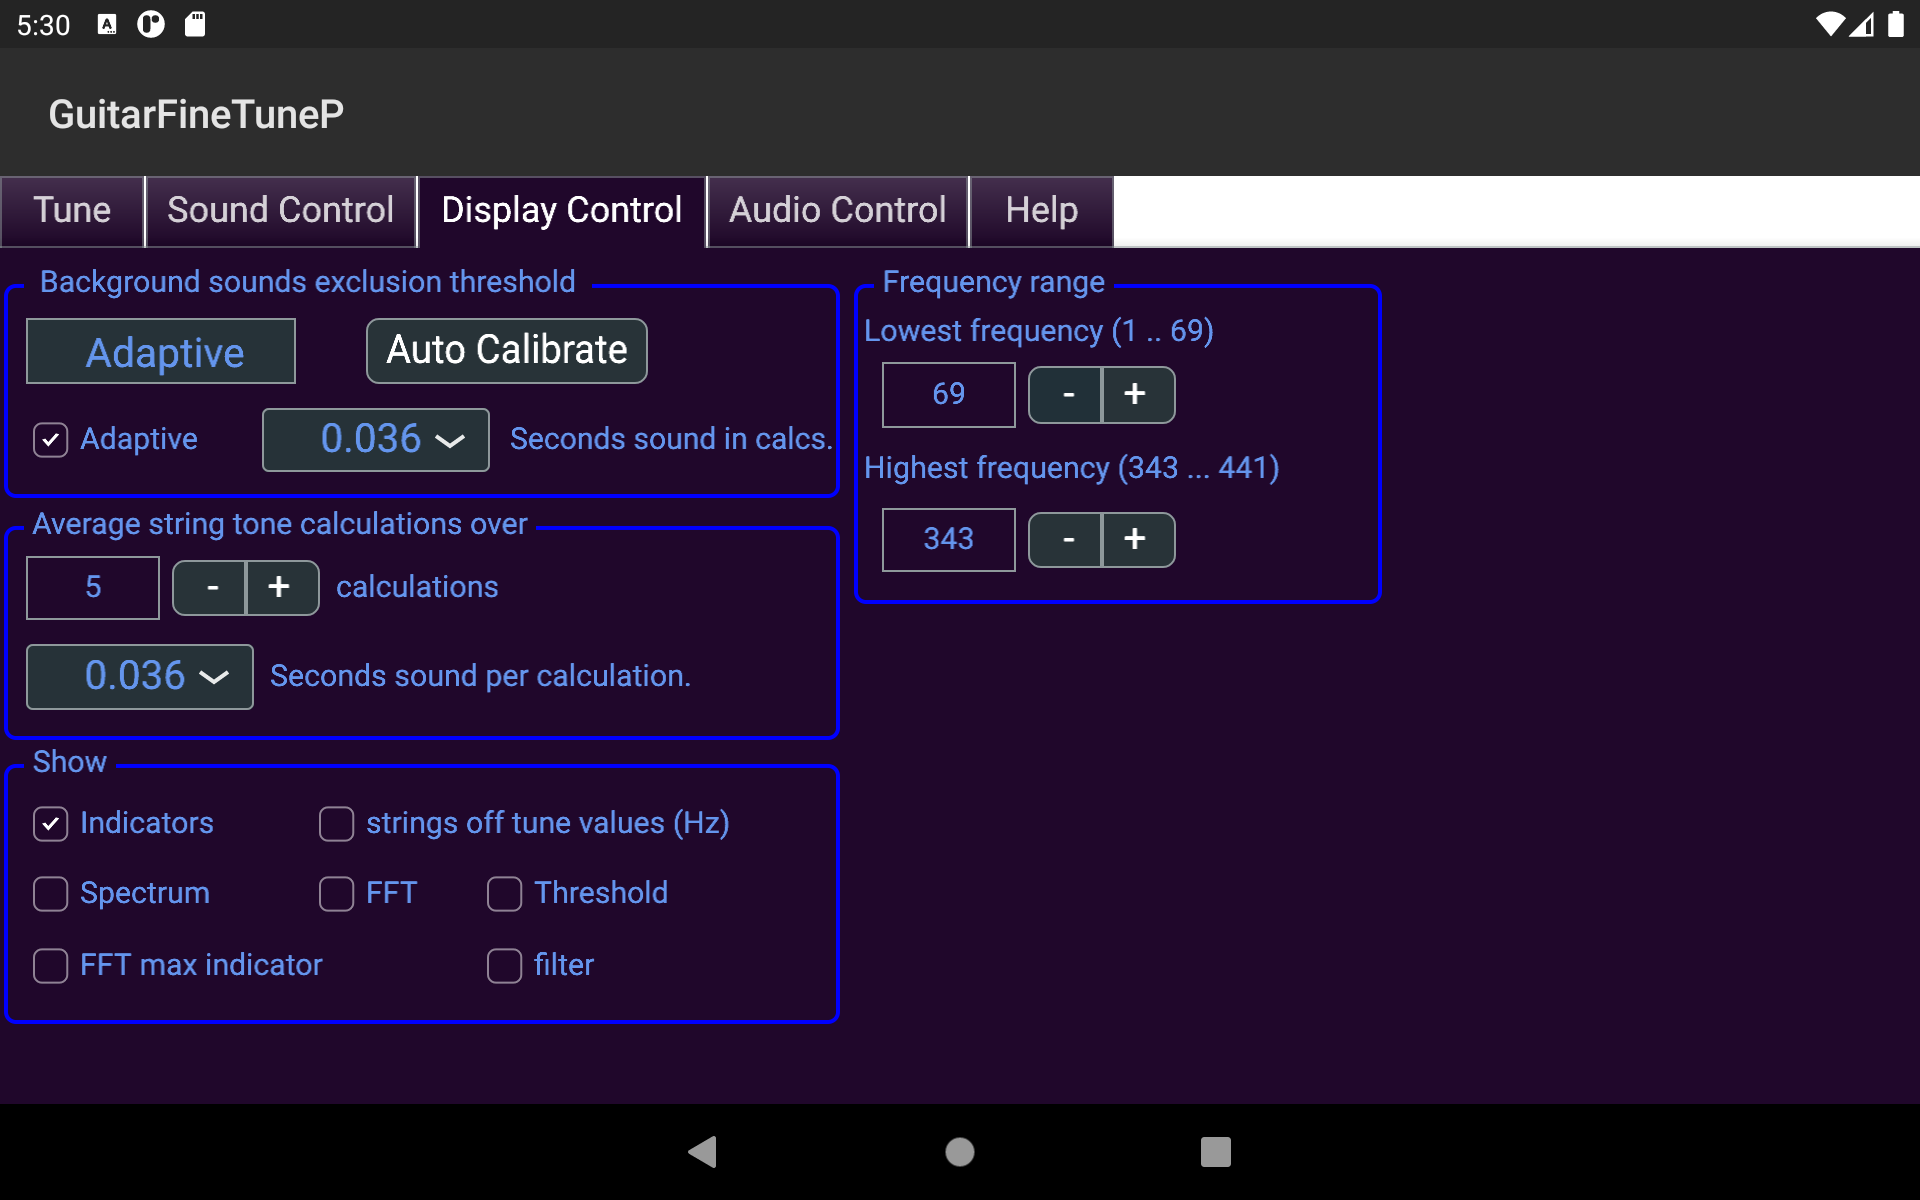 5:30
GuitarFineTuneP
Tune Sound Control Display Control Audio Control Help
Background sounds exclusion threshold
Adaptive Auto Calibrate
Adaptive 0.036 Seconds sound in calcs.
Average string tone calculations over
5 - + calculations
0.036 Seconds sound per calculation.
Show
Indicators strings off tune values (Hz)
Spectrum FFT Threshold
FFT max indicator filter
Frequency range
Lowest frequency (1 .. 69)
69 - +
Highest frequency (343 ... 441)
343 - +